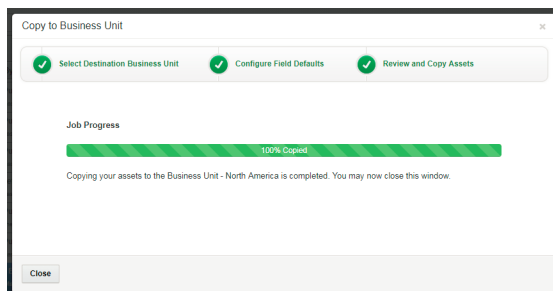 Copy to Business Unit
Select Destination Business Unit
Configure Field Defaults
Review and Copy Assets
Job Progress
100% Copied
Copying your assets to the Business Unit - North America is completed. You may now close this window.
Close